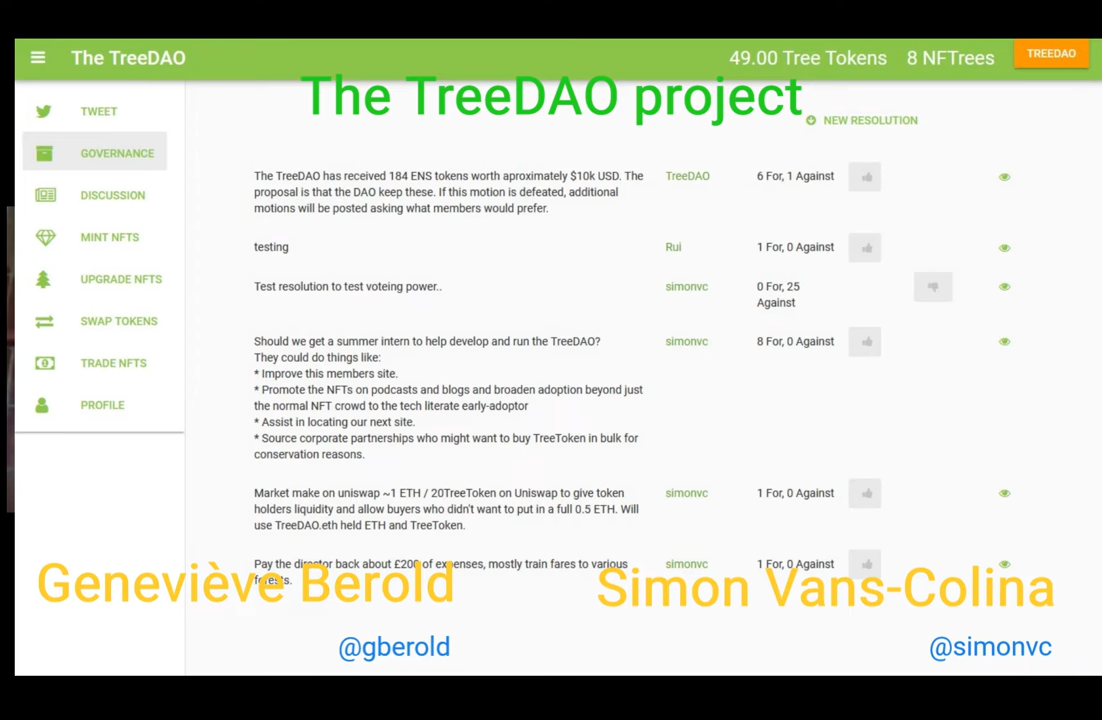 The TreeDAO
49.00 Tree Tokens
8 NFTrees
TREEDAO
The TreeDAO project
NEW RESOLUTION
TWEET
GOVERNANCE
DISCUSSION
MINT NFTS
UPGRADE NFTS
SWAP TOKENS
TRADE NFTS
PROFILE
The TreeDAO has received 184 ENS tokens worth aproximately $10k USD. The
proposal is that the DAO keep these. If this motion is defeated, additional
motions will be posted asking what members would prefer.
TreeDAO
6 For, 1 Against
testing
Rui
1 For, 0 Against
Test resolution to test voteing power..
simonvc
0 For, 25
Against
Should we get a summer intern to help develop and run the TreeDAO?
They could do things like:
* Improve this members site.
* Promote the NFTs on podcasts and blogs and broaden adoption beyond just
the normal NFT crowd to the tech literate early-adoptor
* Assist in locating our next site.
* Source corporate partnerships who might want to buy TreeToken in bulk for
conservation reasons.
simonvc
8 For, 0 Against
Market make on uniswap ~1 ETH / 20TreeToken on Uniswap to give token
holders liquidity and allow buyers who didn't want to put in a full 0.5 ETH. Will
use TreeDAO.eth held ETH and TreeToken.
simonvc
1 For, 0 Against
Pay the director back about £200 of expenses, mostly train fares to various
forests.
simonvc
1 For, 0 Against
Geneviève Berold
Simon Vans-Colina
@gberold
@simonvc